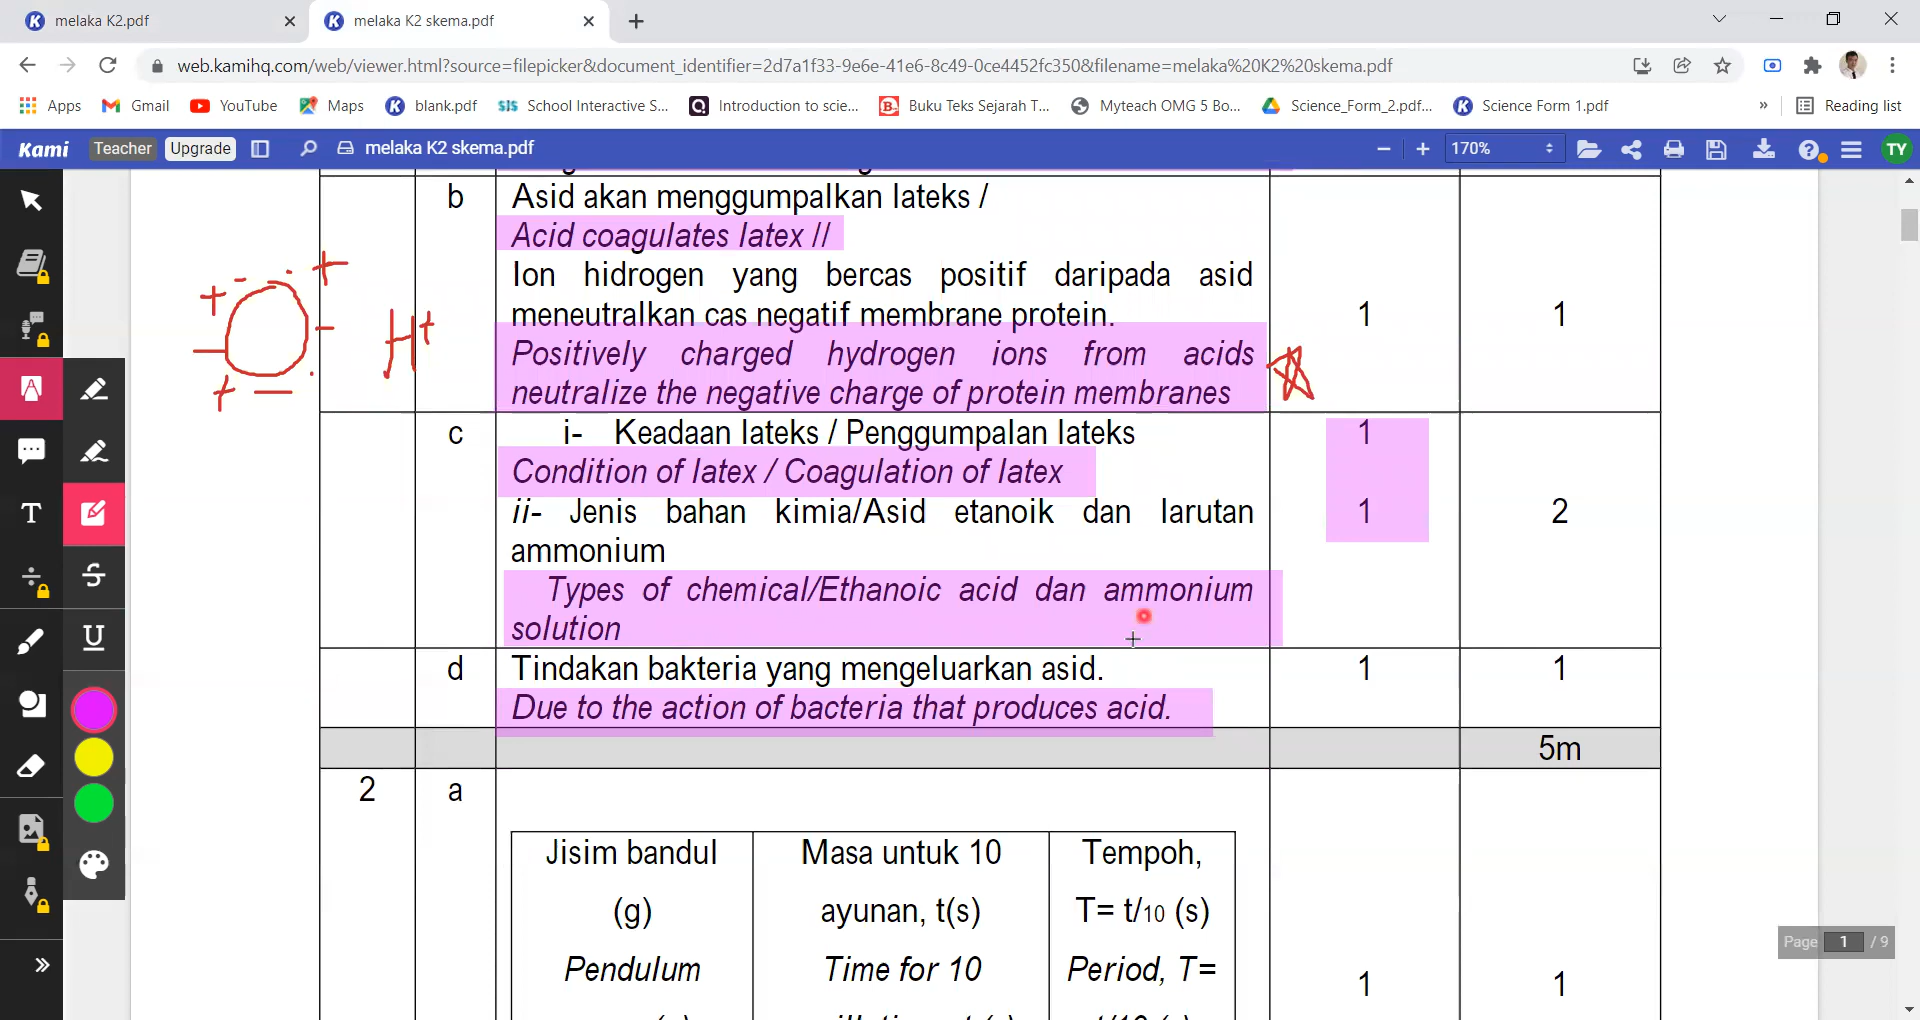 melaka K2.pdf
melaka K2 skema.pdf
web.kamihq.com/web/viewer.html?source=filepicker&document_identifier=2d7a1f33-9e6e-41e6-8c49-0ce4452fc350&filename=melaka%20K2%20skema.pdf
Apps Gmail YouTube Maps blank.pdf School Interactive S... Introduction to scie... Buku Teks Sejarah T... Myteach OMG 5 Bo... Science_Form_2.pdf... Science Form 1.pdf » Reading list
Kami Teacher Upgrade melaka K2 skema.pdf 170% TY
b Asid akan menggumpalkan lateks /
Acid coagulates latex //
Ion hidrogen yang bercas positif daripada asid
meneutralkan cas negatif membrane protein. 1 1
Positively charged hydrogen ions from acids
neutralize the negative charge of protein membranes
H+
c i- Keadaan lateks / Penggumpalan lateks 1
Condition of latex / Coagulation of latex
ii- Jenis bahan kimia/Asid etanoik dan larutan 1 2
ammonium
Types of chemical/Ethanoic acid dan ammonium
solution
d Tindakan bakteria yang mengeluarkan asid. 1 1
Due to the action of bacteria that produces acid.
5m
2 a
Jisim bandul Masa untuk 10 Tempoh,
(g) ayunan, t(s) T= t/10 (s)
Pendulum Time for 10 Period, T=
1 1
Page 1 / 9